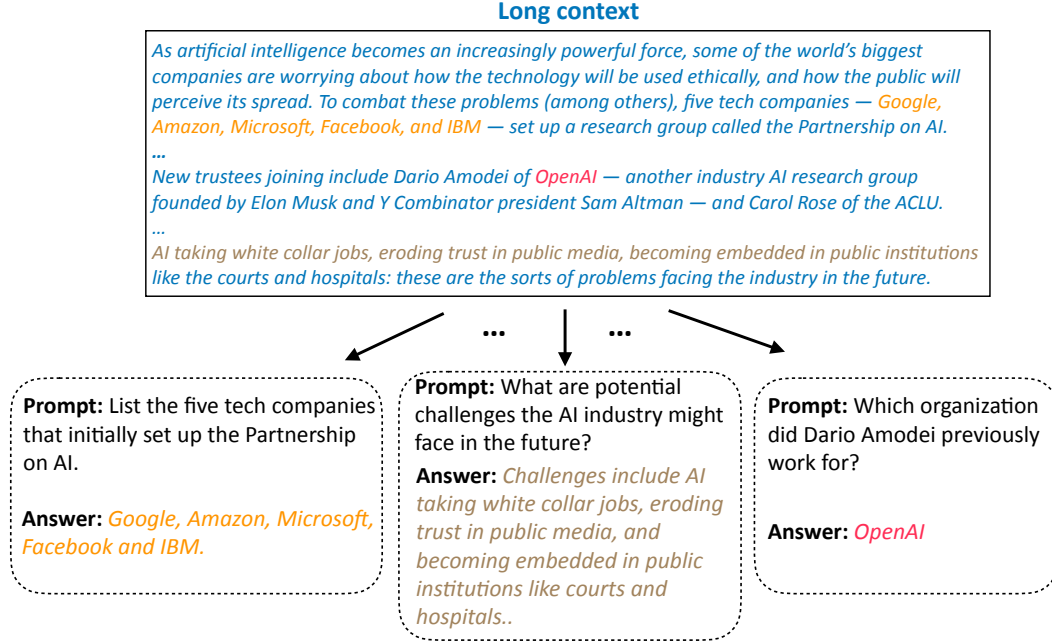 Long context
As artificial intelligence becomes an increasingly powerful force, some of the world's biggest
companies are worrying about how the technology will be used ethically, and how the public will
perceive its spread. To combat these problems (among others), five tech companies — Google,
Amazon, Microsoft, Facebook, and IBM — set up a research group called the Partnership on AI.
...
New trustees joining include Dario Amodei of OpenAI — another industry AI research group
founded by Elon Musk and Y Combinator president Sam Altman — and Carol Rose of the ACLU.
...
AI taking white collar jobs, eroding trust in public media, becoming embedded in public institutions
like the courts and hospitals: these are the sorts of problems facing the industry in the future.
... ...
Prompt: List the five tech companies
that initially set up the Partnership
on AI.
Answer: Google, Amazon, Microsoft,
Facebook and IBM.
Prompt: What are potential
challenges the AI industry might
face in the future?
Answer: Challenges include AI
taking white collar jobs, eroding
trust in public media, and
becoming embedded in public
institutions like courts and
hospitals..
Prompt: Which organization
did Dario Amodei previously
work for?
Answer: OpenAI